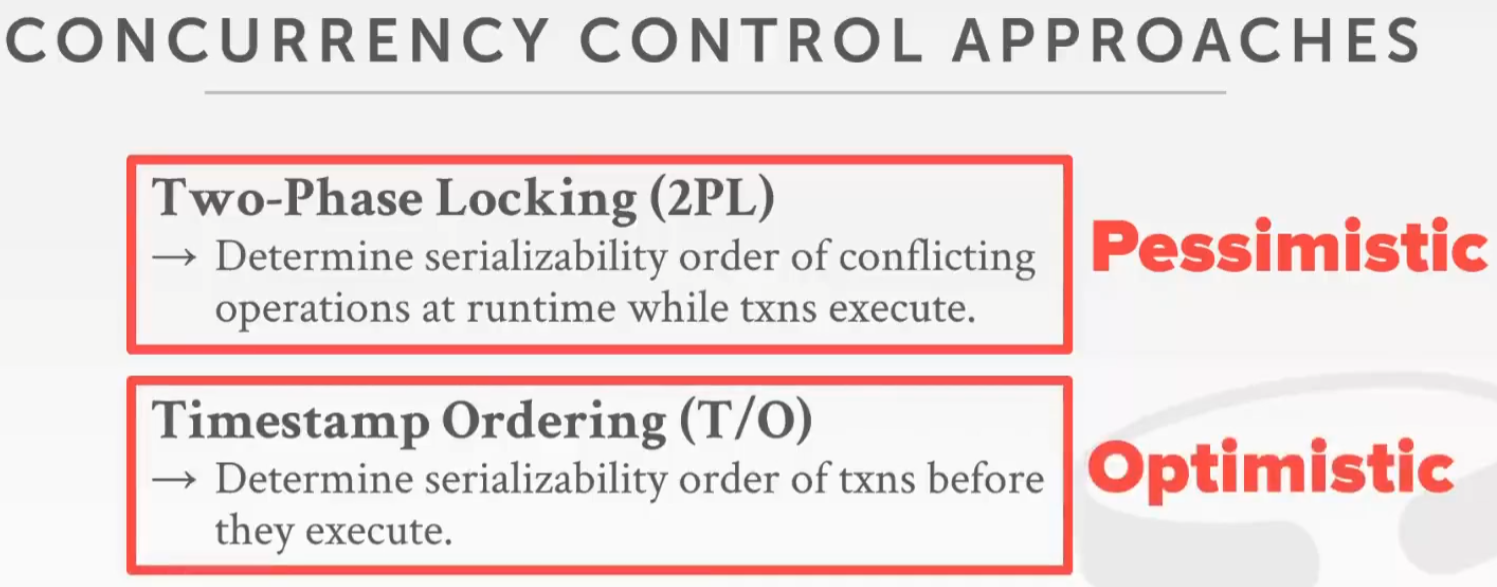 CONCURRENCY CONTROL APPROACHES
Two-Phase Locking (2PL)
→ Determine serializability order of conflicting
operations at runtime while txns execute.
Pessimistic
Timestamp Ordering (T/O)
→ Determine serializability order of txns before
they execute.
Optimistic